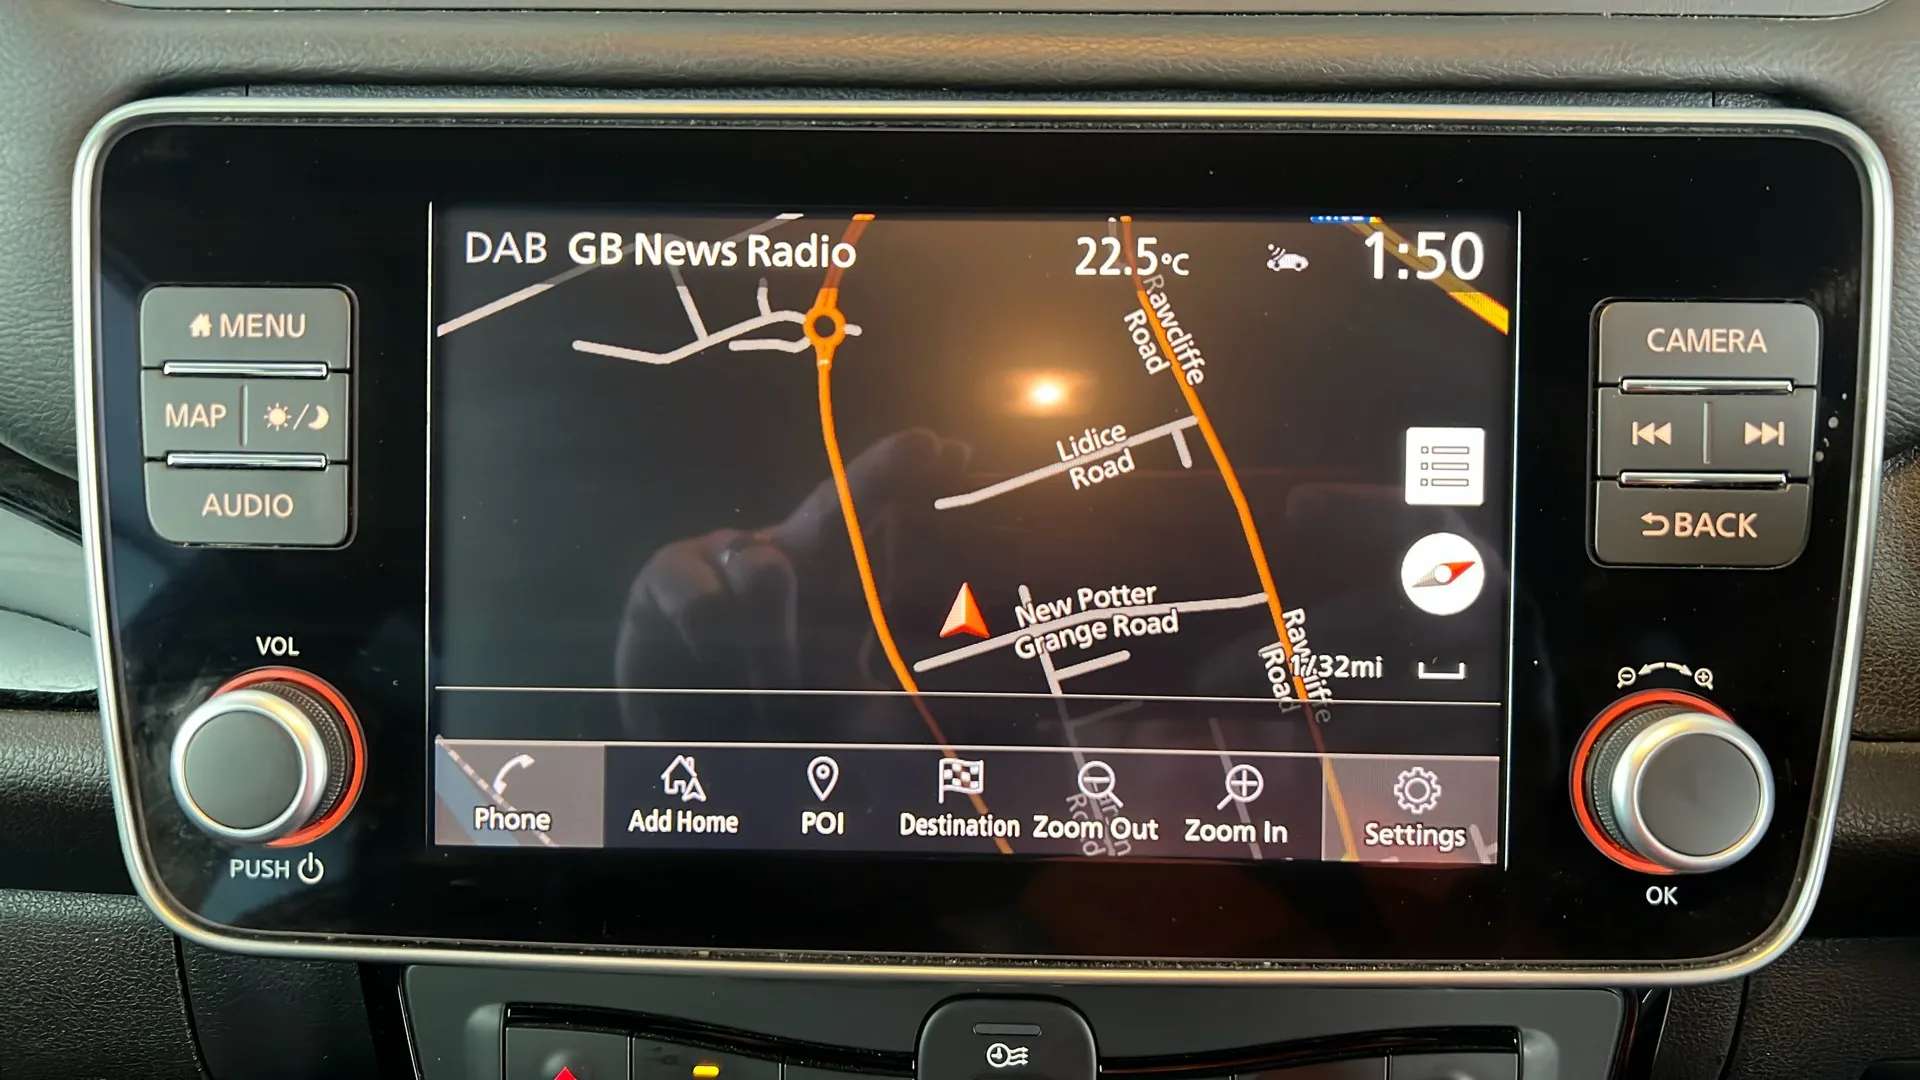 DAB GB News Radio
22.5°C
1:50
MENU
MAP
AUDIO
CAMERA
BACK
Rawcliffe
Road
Lidice
Road
New Potter
Grange Road
Rawcliffe
Road
1/32mi
VOL
PUSH
OK
Phone
Add Home
POI
Destination
Zoom Out
Zoom In
Settings
Road